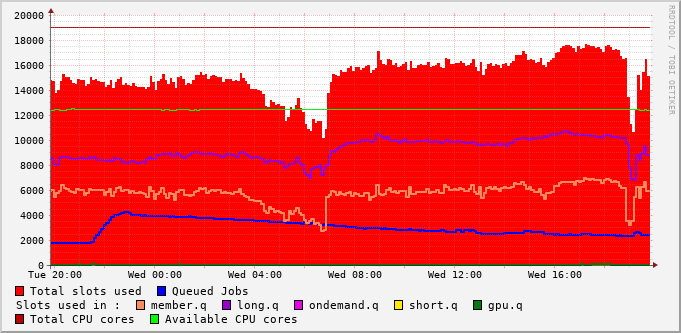 20000
18000
16000
14000
12000
10000
8000
6000
4000
2000
0
Tue 20:00 Wed 00:00 Wed 04:00 Wed 08:00 Wed 12:00 Wed 16:00
Total slots used Queued Jobs
Slots used in : member.q long.q ondemand.q short.q gpu.q
Total CPU cores Available CPU cores
RRDTOOL / TOBI OETIKER